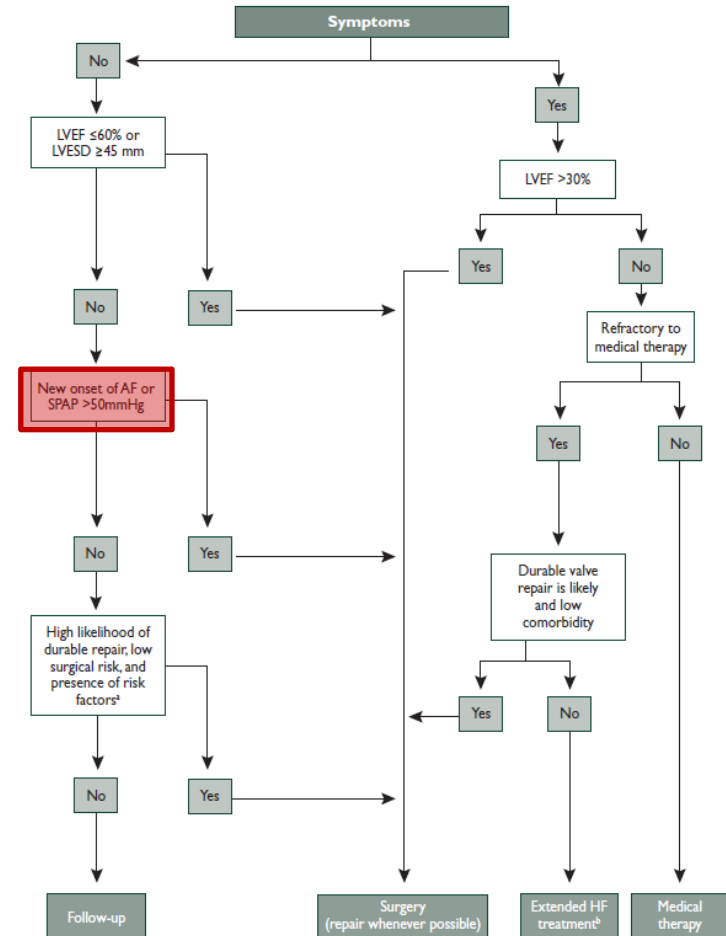 Symptoms
No
Yes
LVEF ≤60% or
LVESD ≥45 mm
LVEF >30%
Yes
No
No
Yes
Refractory to
medical therapy
New onset of AF or
SPAP >50mmHg
Yes
No
No
Yes
Durable valve
repair is likely
and low
comorbidity
High likelihood of
durable repair, low
surgical risk, and
presence of risk
factorsᵃ
Yes
No
No
Yes
Follow-up
Surgery
(repair whenever possible)
Extended HF
treatmentᵇ
Medical
therapy